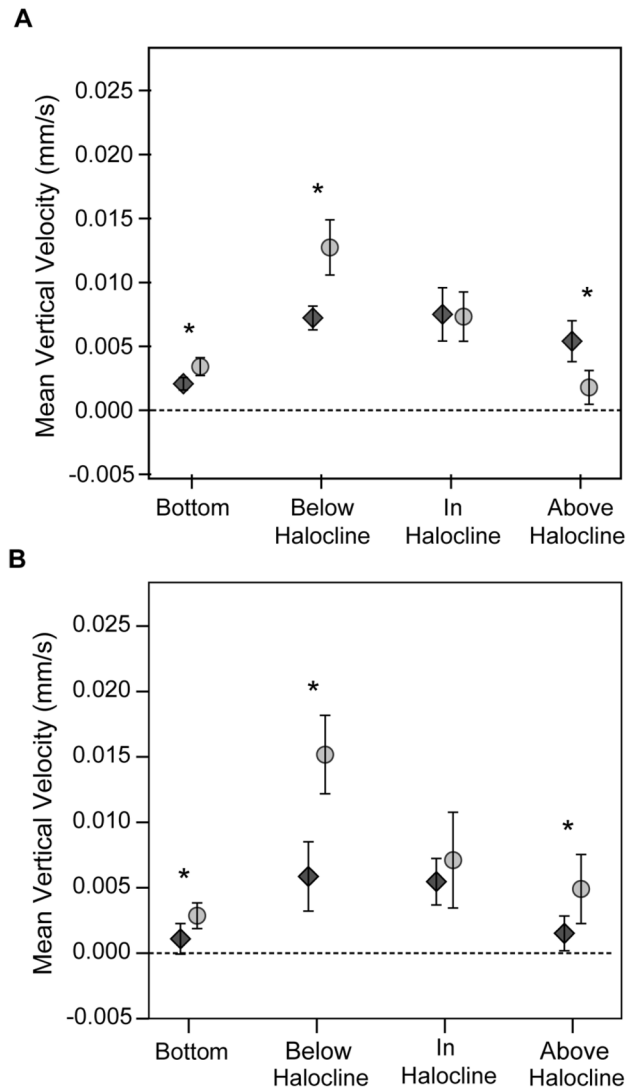 A
Mean Vertical Velocity (mm/s)
0.025
0.020
0.015
0.010
0.005
0.000
-0.005
*
*
*
Bottom
Below
Halocline
In
Halocline
Above
Halocline
B
Mean Vertical Velocity (mm/s)
0.025
0.020
0.015
0.010
0.005
0.000
-0.005
*
*
*
Bottom
Below
Halocline
In
Halocline
Above
Halocline